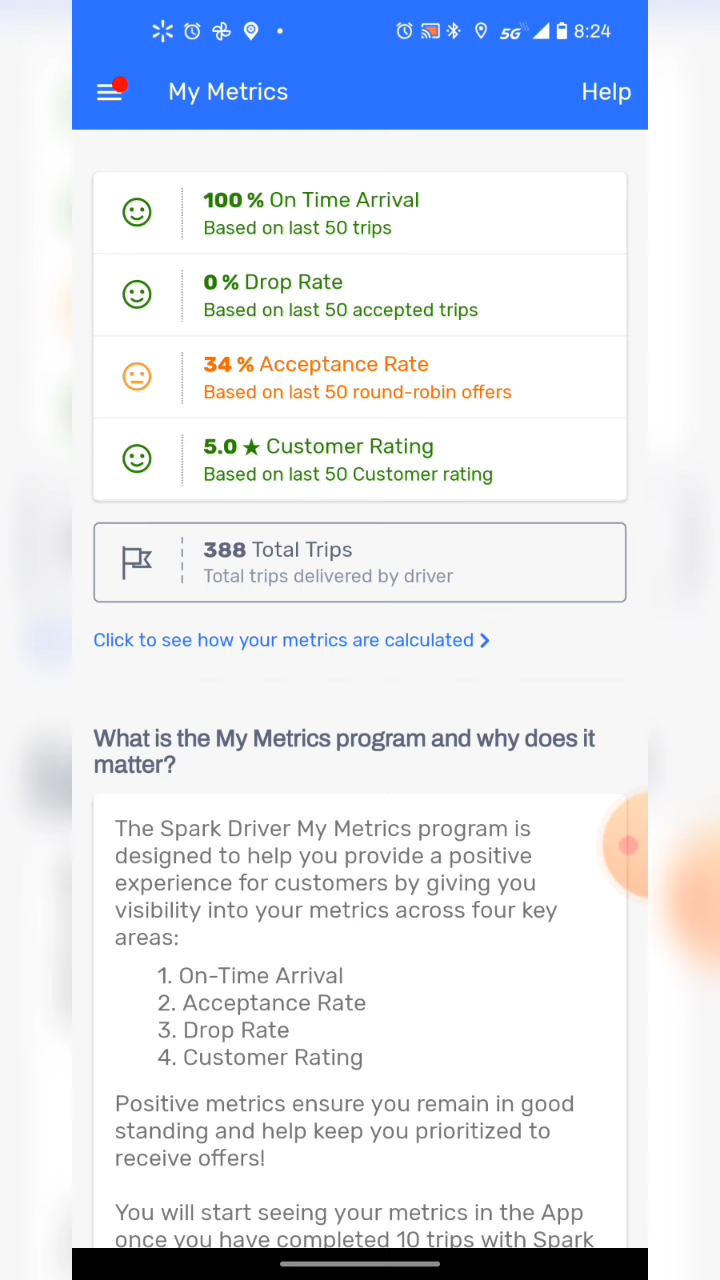 5G 8:24
My Metrics Help
100 % On Time Arrival
Based on last 50 trips
0 % Drop Rate
Based on last 50 accepted trips
34 % Acceptance Rate
Based on last 50 round-robin offers
5.0 ★ Customer Rating
Based on last 50 Customer rating
388 Total Trips
Total trips delivered by driver
Click to see how your metrics are calculated
What is the My Metrics program and why does it
matter?
The Spark Driver My Metrics program is
designed to help you provide a positive
experience for customers by giving you
visibility into your metrics across four key
areas:
1. On-Time Arrival
2. Acceptance Rate
3. Drop Rate
4. Customer Rating
Positive metrics ensure you remain in good
standing and help keep you prioritized to
receive offers!
You will start seeing your metrics in the App
once you have completed 10 trips with Spark